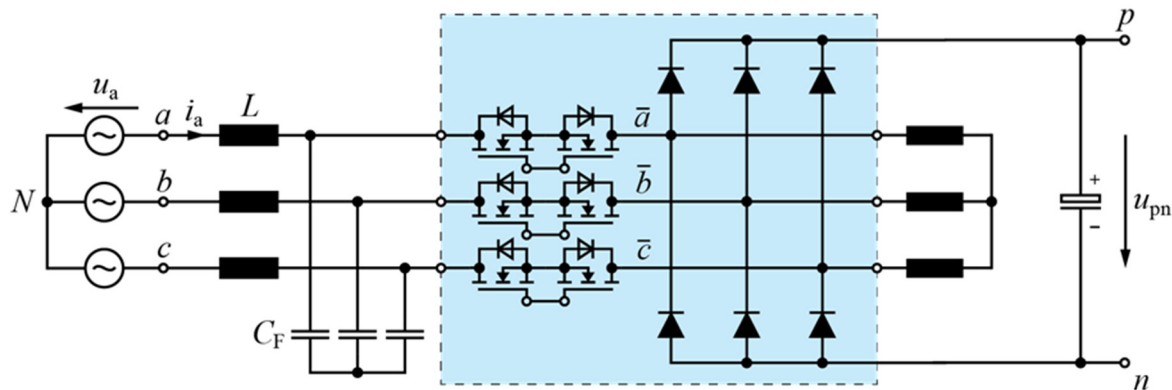 p
u_a
a i_a L ā
N b b̄ + u_pn
c c̄ −
C_F
n